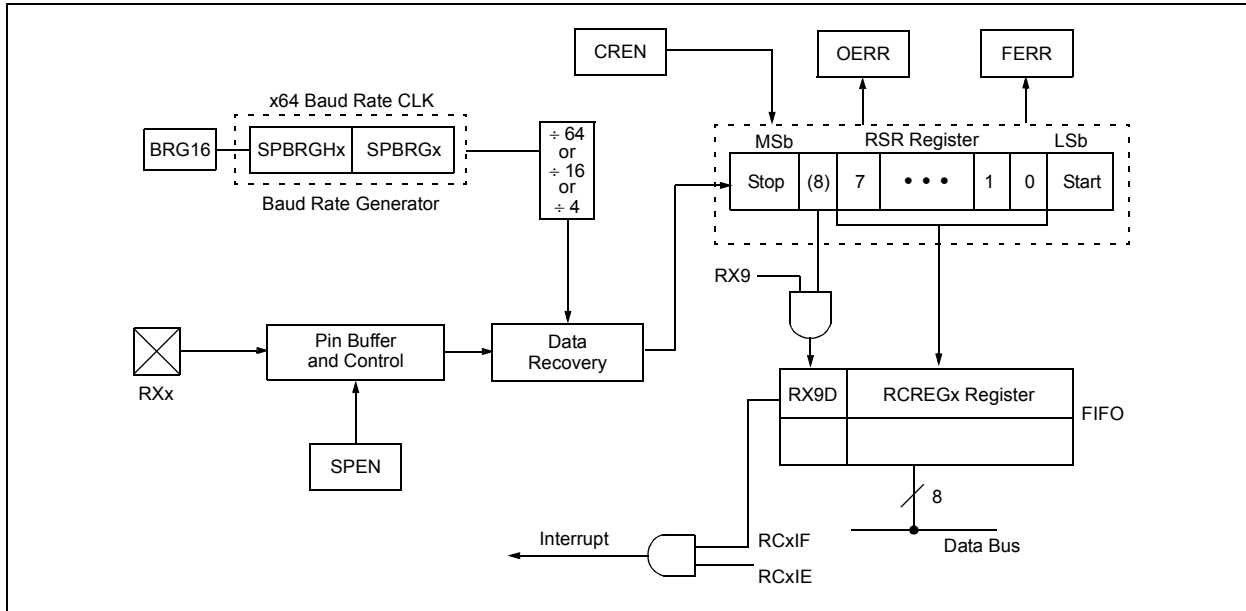 CREN
OERR
FERR
x64 Baud Rate CLK
BRG16
SPBRGHx
SPBRGx
Baud Rate Generator
÷ 64
or
÷ 16
or
÷ 4
MSb
RSR Register
LSb
Stop
(8)
7
• • •
1
0
Start
RX9
RXx
Pin Buffer
and Control
Data
Recovery
SPEN
RX9D
RCREGx Register
FIFO
8
Data Bus
Interrupt
RCxIF
RCxIE